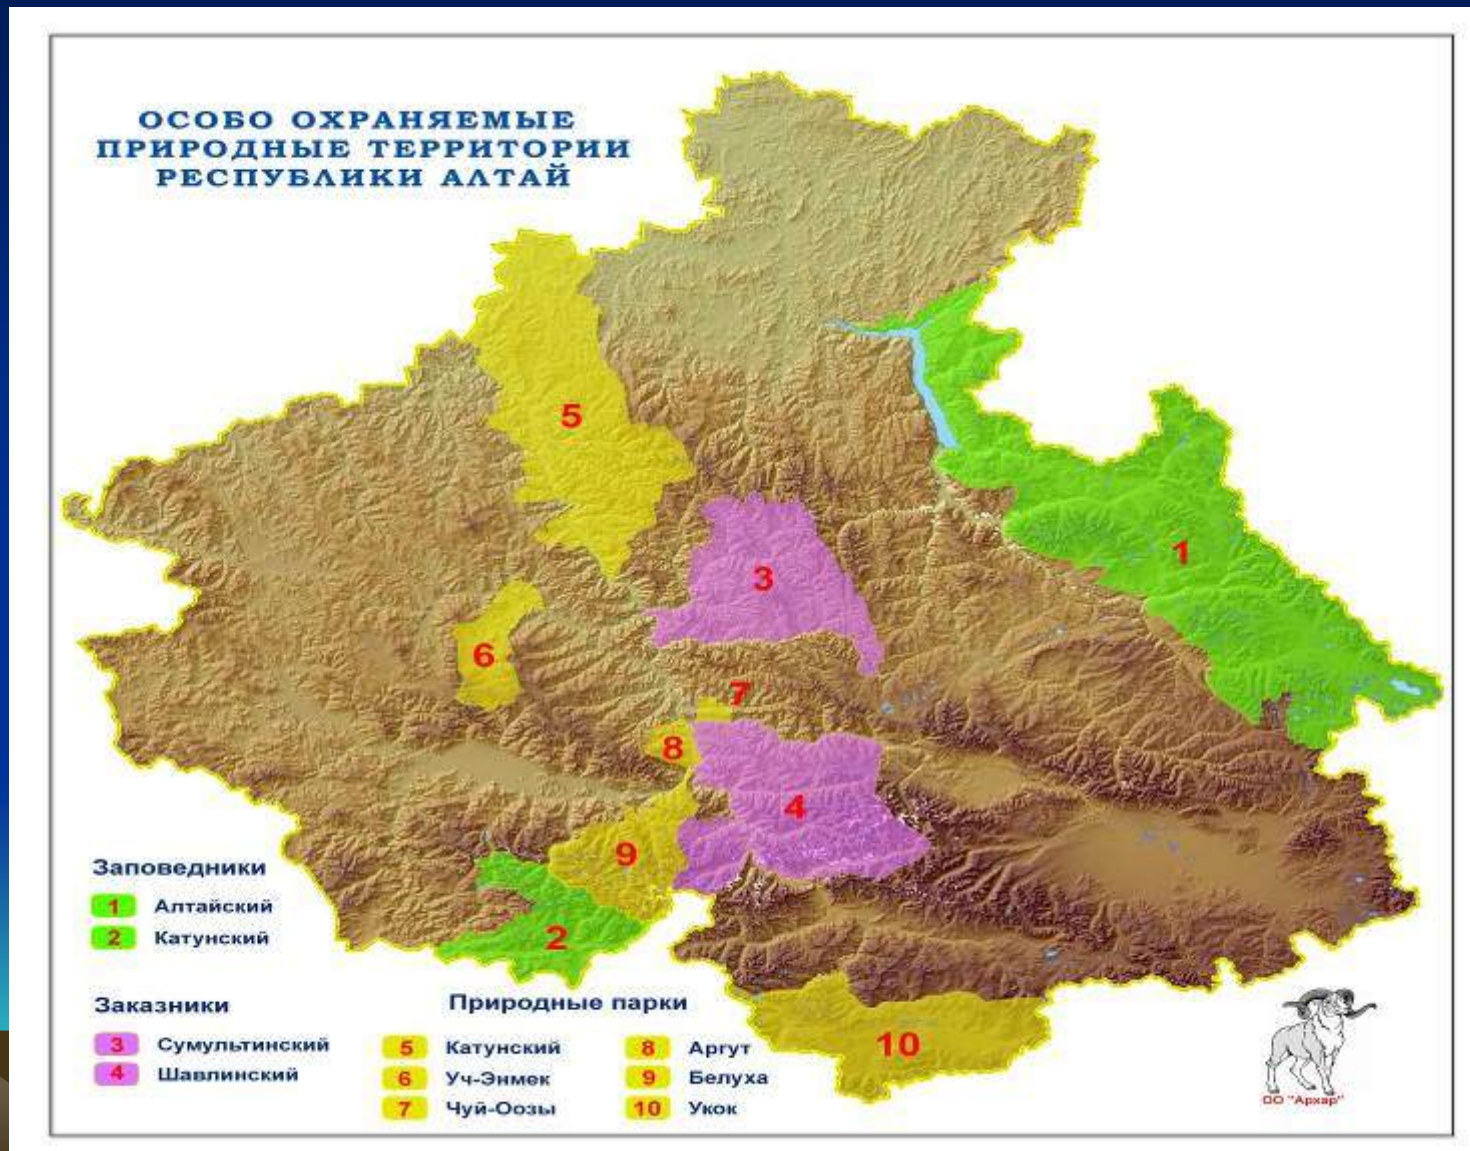 ОСОБО ОХРАНЯЕМЫЕ
ПРИРОДНЫЕ ТЕРРИТОРИИ
РЕСПУБЛИКИ АЛТАЙ
5
3
1
6
7
8
4
9
2
10
Заповедники
1 Алтайский
2 Катунский
Заказники
3 Сумультинский
4 Шавлинский
Природные парки
5 Катунский
6 Уч-Энмек
7 Чуй-Оозы
8 Аргут
9 Белуха
10 Укок
ОО "Архар"